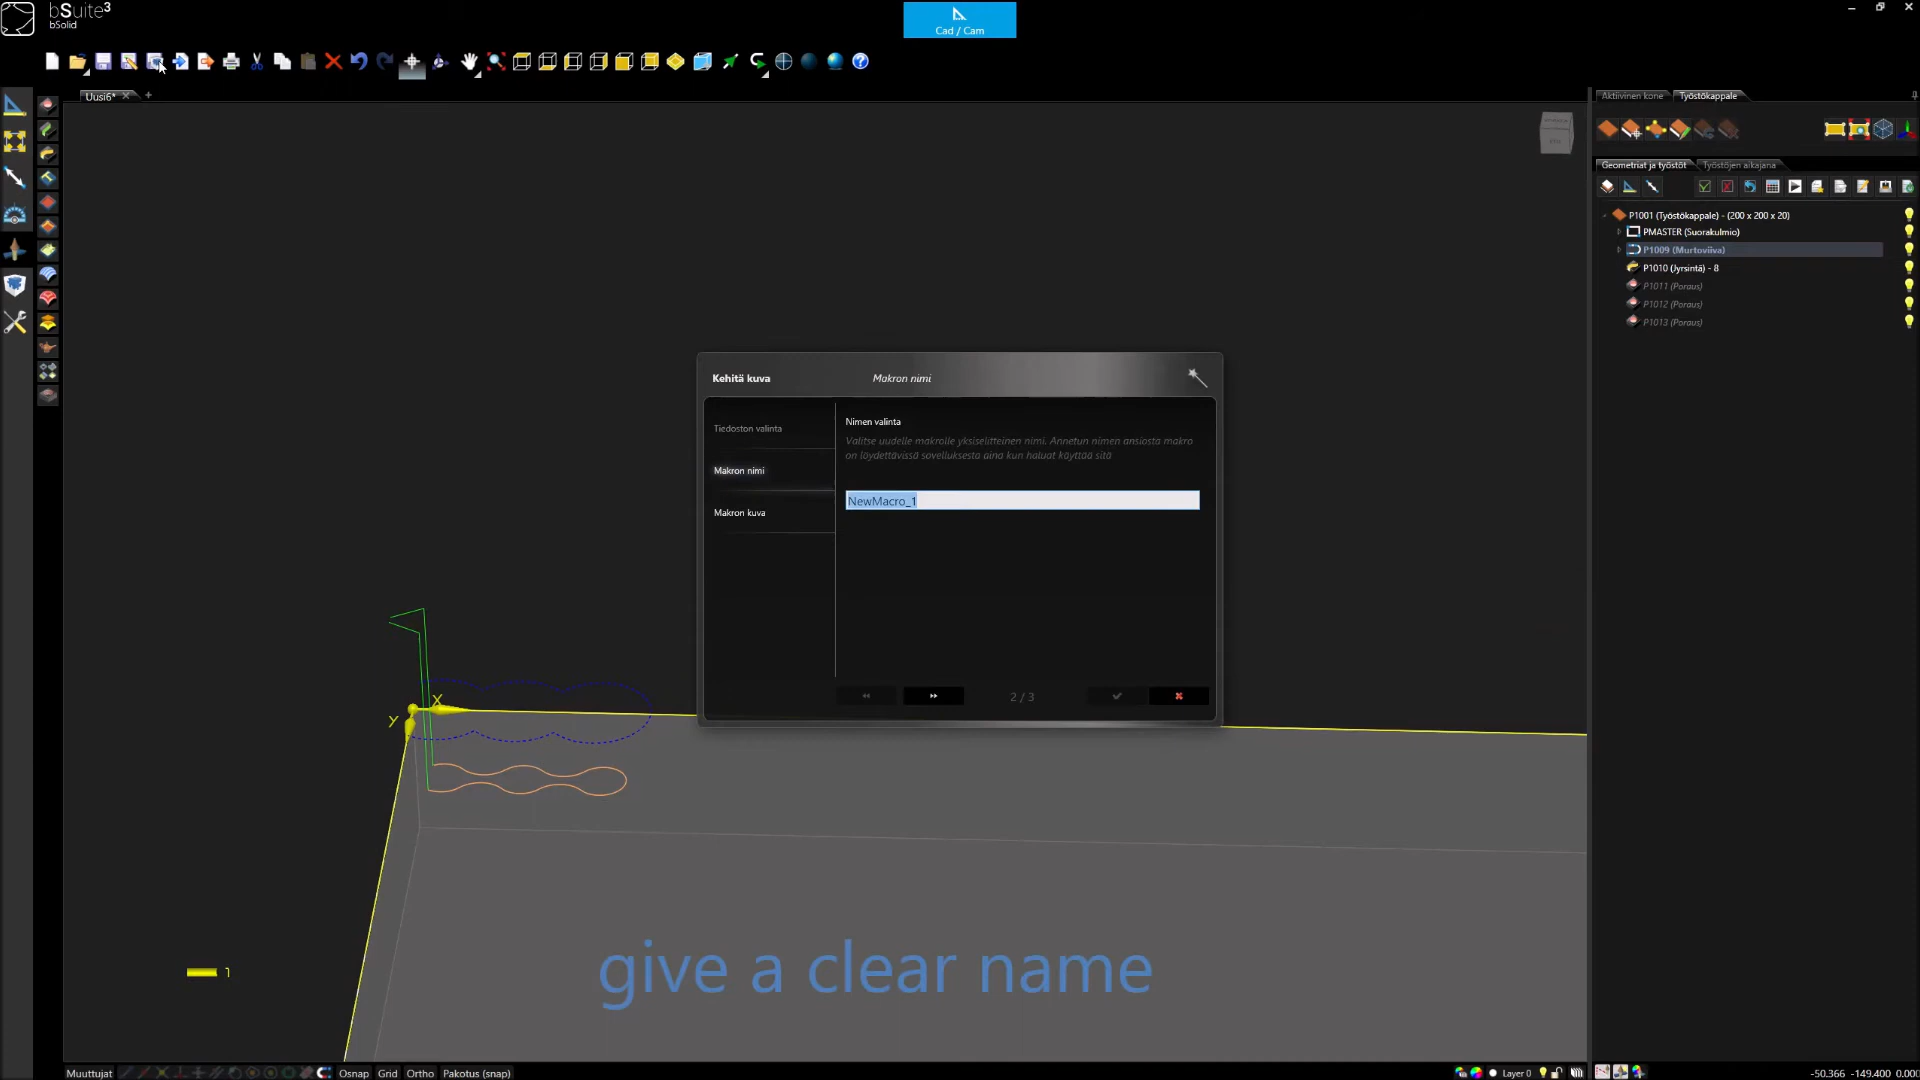 bSuite³
bSolid
Cad / Cam
Uusi6*
Aktiivinen kone
Työstökappale
Geometriat ja työstöt
Työstöjen aikajana
P1001 (Työstökappale) - (200 x 200 x 20)
PMASTER (Suorakulmio)
P1009 (Murtoviiva)
P1010 (Jyrsintä) - 8
P1011 (Poraus)
P1012 (Poraus)
P1013 (Poraus)
Kehitä kuva
Makron nimi
Tiedoston valinta
Makron nimi
Makron kuva
Nimen valinta
Valitse uudelle makrolle yksiselitteinen nimi. Annetun nimen ansiosta makro
on löydettävissä sovelluksesta aina kun haluat käyttää sitä
NewMacro_1
2 / 3
X
Y
1
give a clear name
Muuttujat
Osnap
Grid
Ortho
Pakotus (snap)
Layer 0
-50.366 -149.400 0.000